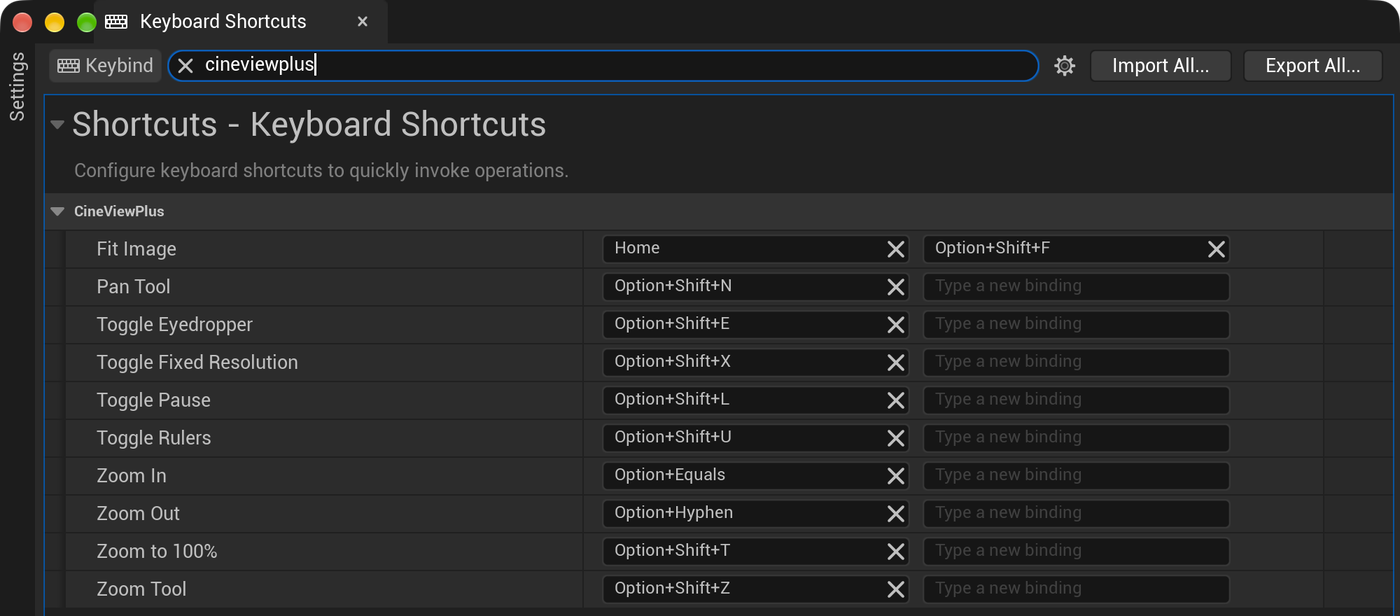 Keyboard Shortcuts
Settings
Keybind
cineviewplus
Import All...
Export All...
Shortcuts - Keyboard Shortcuts
Configure keyboard shortcuts to quickly invoke operations.
CineViewPlus
Fit Image Home Option+Shift+F
Pan Tool Option+Shift+N Type a new binding
Toggle Eyedropper Option+Shift+E Type a new binding
Toggle Fixed Resolution Option+Shift+X Type a new binding
Toggle Pause Option+Shift+L Type a new binding
Toggle Rulers Option+Shift+U Type a new binding
Zoom In Option+Equals Type a new binding
Zoom Out Option+Hyphen Type a new binding
Zoom to 100% Option+Shift+T Type a new binding
Zoom Tool Option+Shift+Z Type a new binding